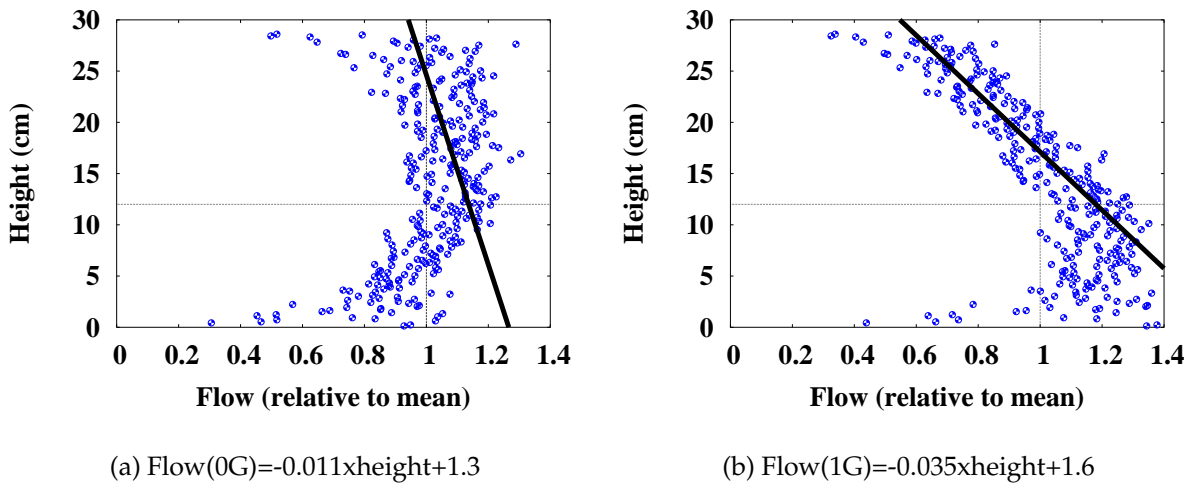 30
25
20
15
10
5
0
Height (cm)
0 0.2 0.4 0.6 0.8 1 1.2 1.4
Flow (relative to mean)
(a) Flow(0G)=-0.011xheight+1.3
30
25
20
15
10
5
0
Height (cm)
0 0.2 0.4 0.6 0.8 1 1.2 1.4
Flow (relative to mean)
(b) Flow(1G)=-0.035xheight+1.6